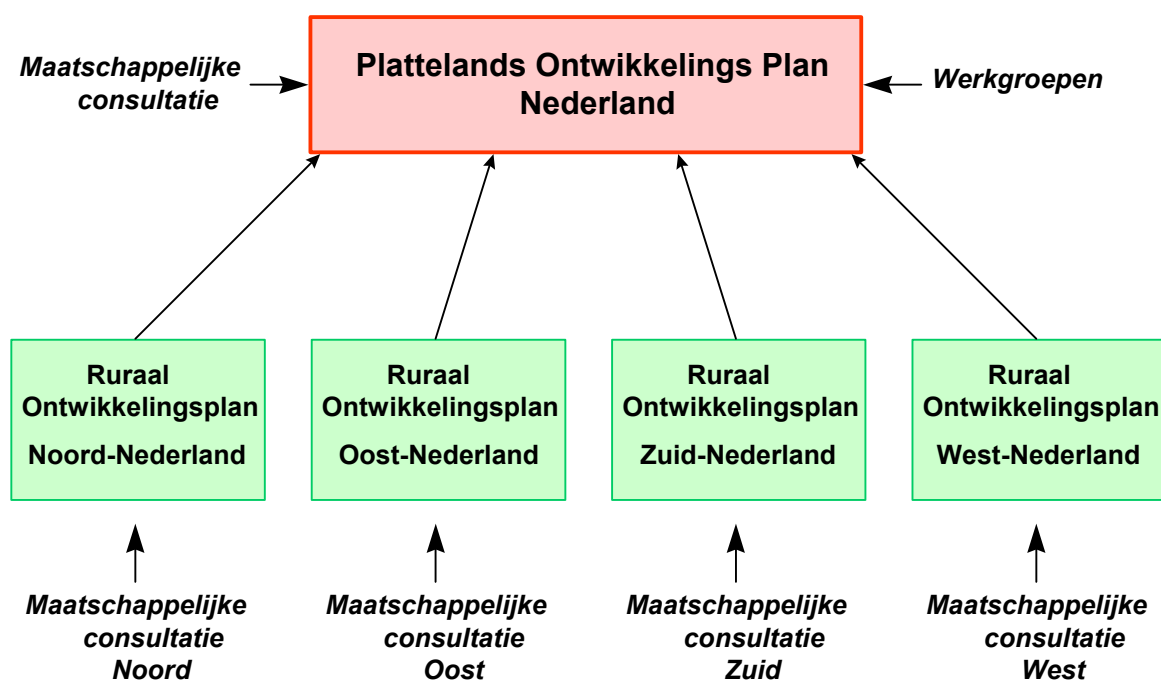 Maatschappelijke
consultatie
Plattelands Ontwikkelings Plan
Nederland
Werkgroepen
Ruraal
Ontwikkelingsplan
Noord-Nederland
Ruraal
Ontwikkelingsplan
Oost-Nederland
Ruraal
Ontwikkelingsplan
Zuid-Nederland
Ruraal
Ontwikkelingsplan
West-Nederland
Maatschappelijke
consultatie
Noord
Maatschappelijke
consultatie
Oost
Maatschappelijke
consultatie
Zuid
Maatschappelijke
consultatie
West